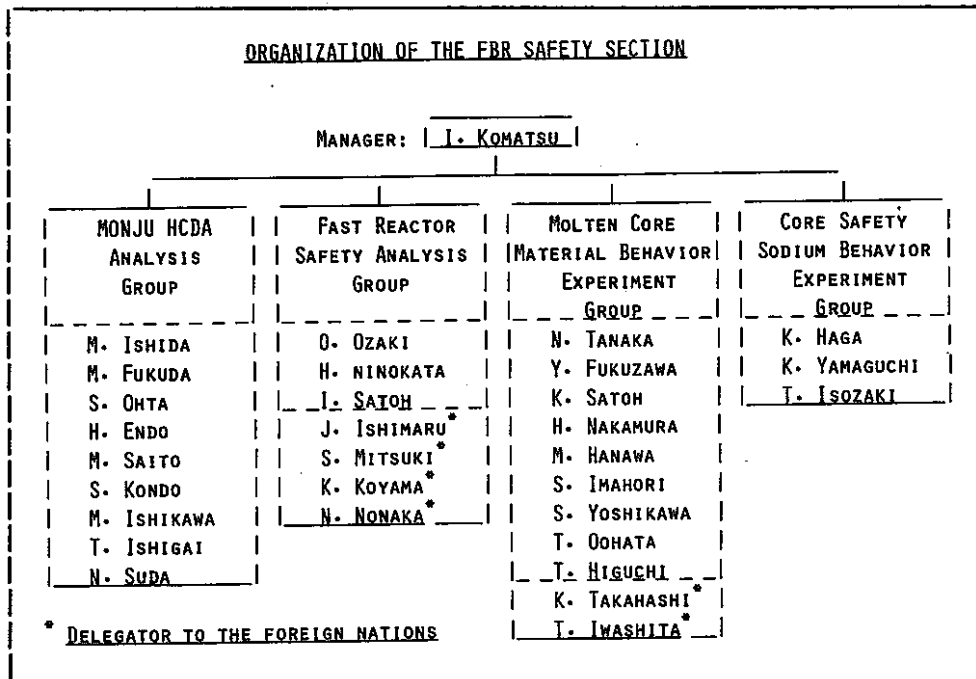 ORGANIZATION OF THE FBR SAFETY SECTION
MANAGER: I. KOMATSU
MONJU HCDA
ANALYSIS
GROUP
M. ISHIDA
M. FUKUDA
S. OHTA
H. ENDO
M. SAITO
S. KONDO
M. ISHIKAWA
T. ISHIGAI
N. SUDA
FAST REACTOR
SAFETY ANALYSIS
GROUP
O. OZAKI
H. NINOKATA
I. SATOH
J. ISHIMARU*
S. MITSUKI*
K. KOYAMA*
N. NONAKA*
MOLTEN CORE
MATERIAL BEHAVIOR
EXPERIMENT
GROUP
N. TANAKA
Y. FUKUZAWA
K. SATOH
H. NAKAMURA
M. HANAWA
S. IMAHORI
S. YOSHIKAWA
T. OOHATA
T. HIGUCHI
K. TAKAHASHI*
T. IWASHITA*
CORE SAFETY
SODIUM BEHAVIOR
EXPERIMENT
GROUP
K. HAGA
K. YAMAGUCHI
T. ISOZAKI
* DELEGATOR TO THE FOREIGN NATIONS